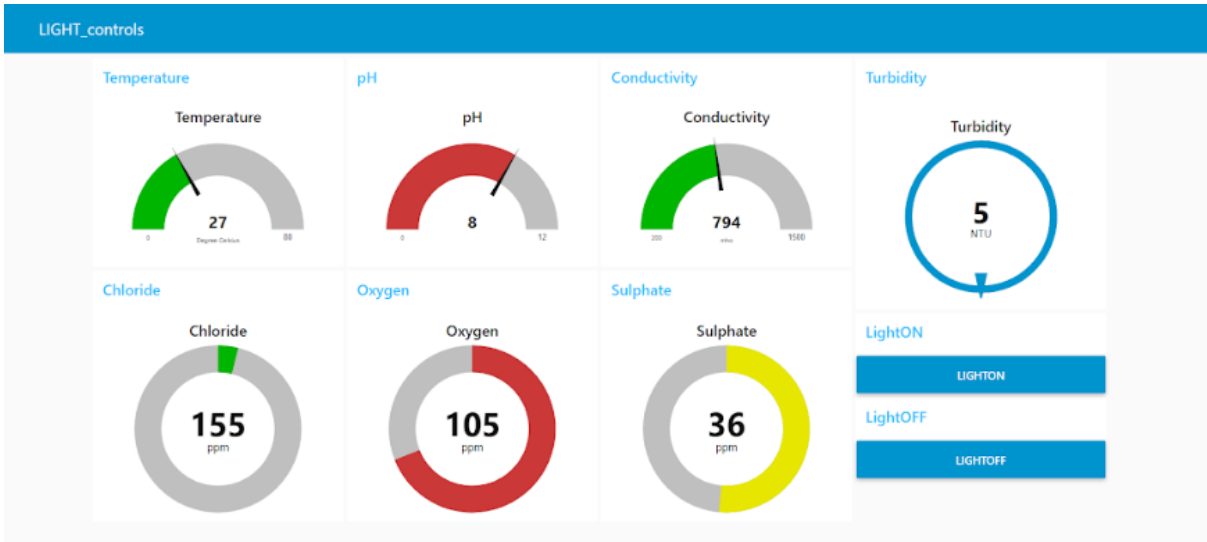 LIGHT_controls
Temperature
Temperature
27
Degree Celsius
0
80
pH
pH
8
0
12
Conductivity
Conductivity
794
mho
200
1500
Turbidity
Turbidity
5
NTU
Chloride
Chloride
155
ppm
Oxygen
Oxygen
105
ppm
Sulphate
Sulphate
36
ppm
LightON
LIGHTON
LightOFF
LIGHTOFF